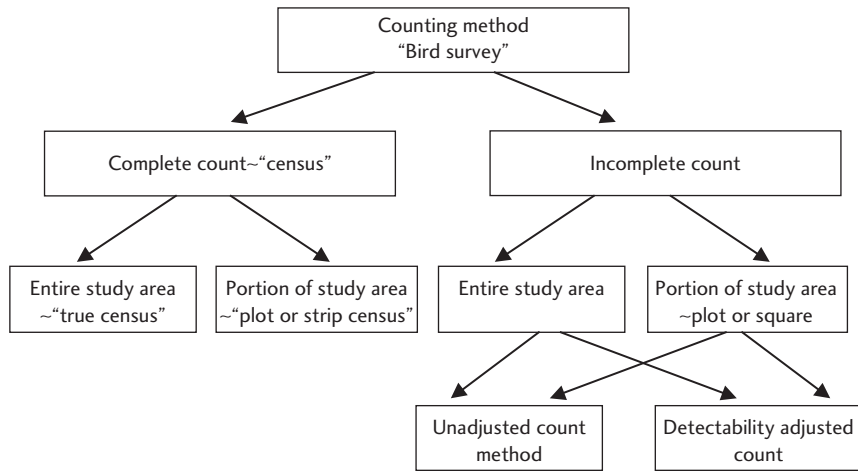 Counting method
“Bird survey”
Complete count~“census”
Incomplete count
Entire study area
~“true census”
Portion of study area
~“plot or strip census”
Entire study area
Portion of study area
~plot or square
Unadjusted count
method
Detectability adjusted
count